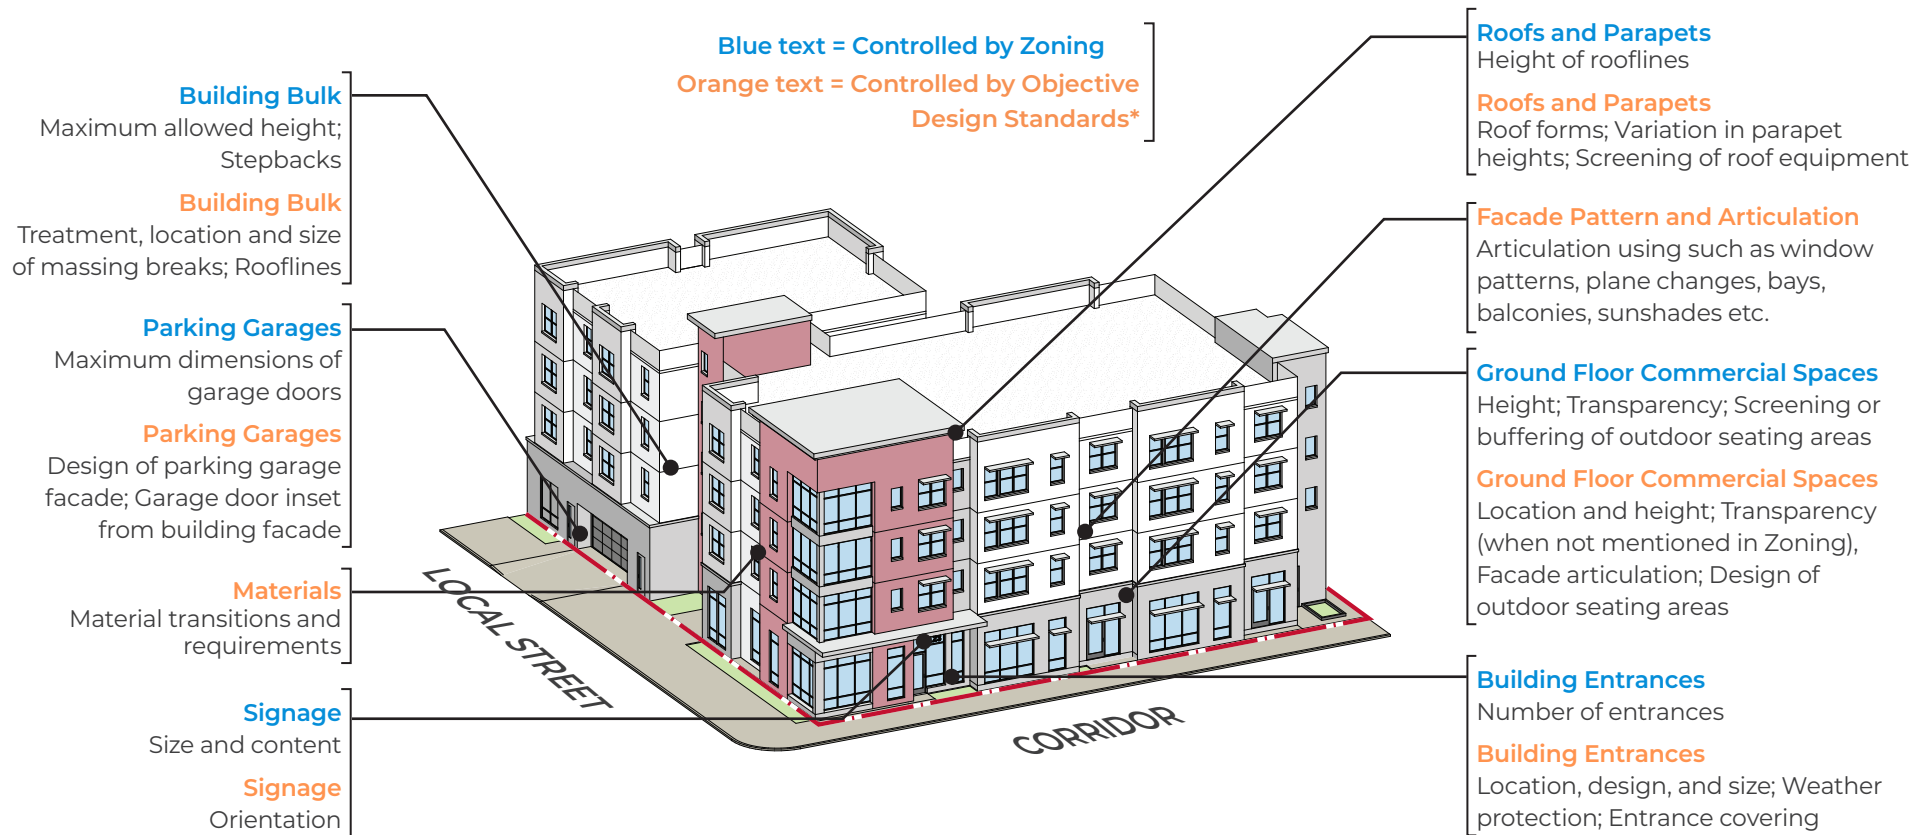 Blue text = Controlled by Zoning
Orange text = Controlled by Objective
Design Standards*
Building Bulk
Maximum allowed height;
Stepbacks
Building Bulk
Treatment, location and size
of massing breaks; Rooflines
Parking Garages
Maximum dimensions of
garage doors
Parking Garages
Design of parking garage
facade; Garage door inset
from building facade
Materials
Material transitions and
requirements
Signage
Size and content
Signage
Orientation
LOCAL STREET
CORRIDOR
Roofs and Parapets
Height of rooflines
Roofs and Parapets
Roof forms; Variation in parapet
heights; Screening of roof equipment
Facade Pattern and Articulation
Articulation using such as window
patterns, plane changes, bays,
balconies, sunshades etc.
Ground Floor Commercial Spaces
Height; Transparency; Screening or
buffering of outdoor seating areas
Ground Floor Commercial Spaces
Location and height; Transparency
(when not mentioned in Zoning),
Facade articulation; Design of
outdoor seating areas
Building Entrances
Number of entrances
Building Entrances
Location, design, and size; Weather
protection; Entrance covering